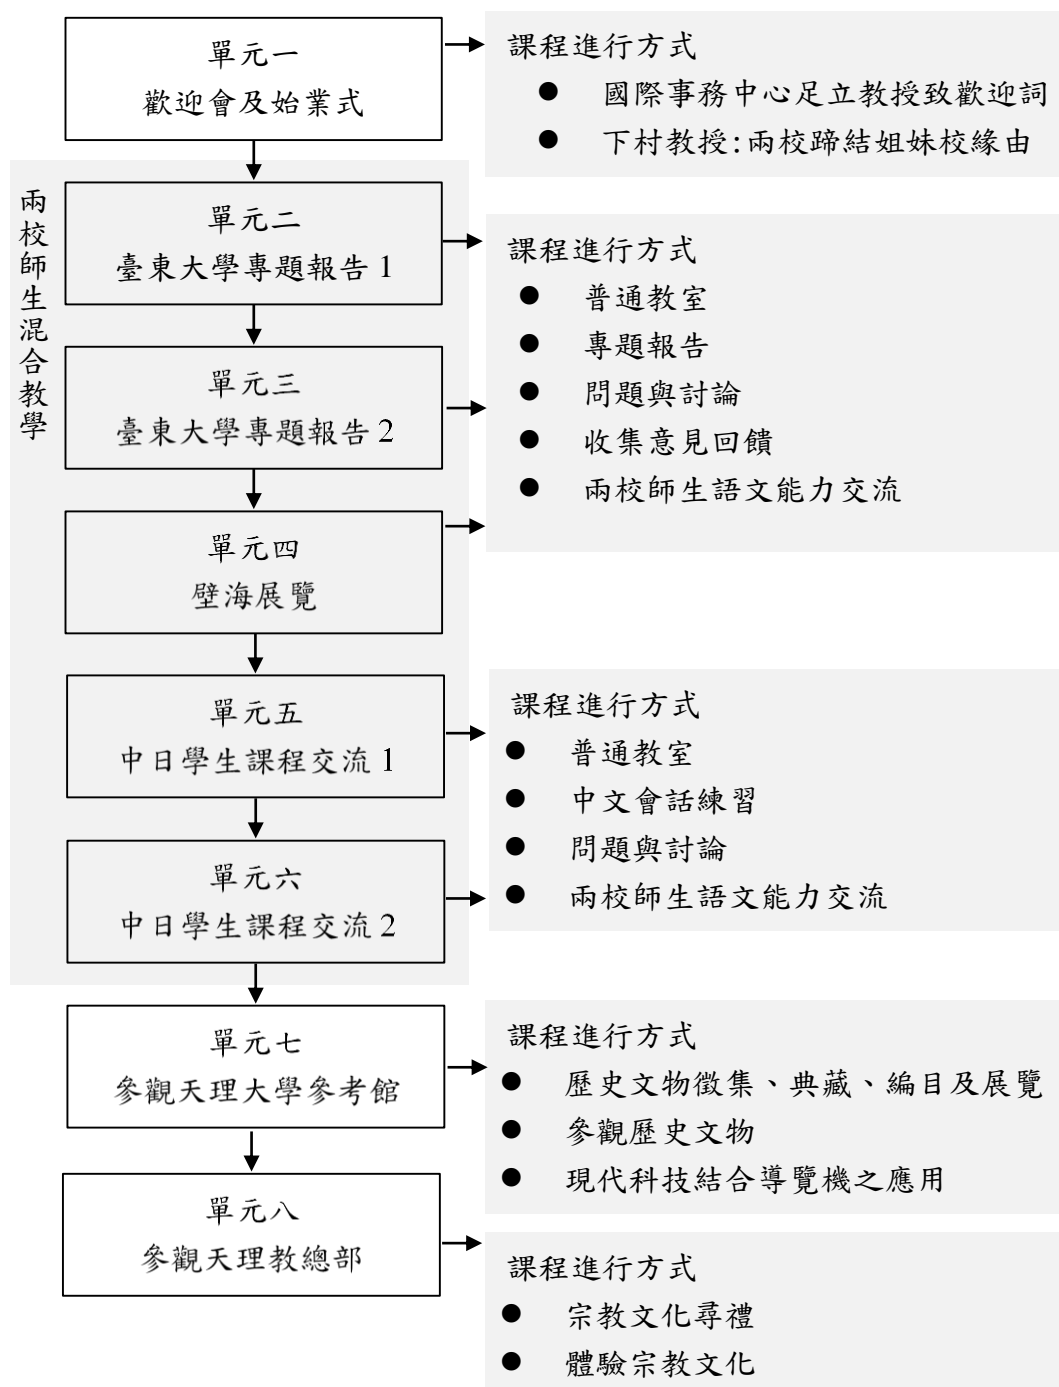 單元一
歡迎會及始業式
課程進行方式
● 國際事務中心足立教授致歡迎詞
● 下村教授:兩校蹄結姐妹校緣由
兩校師生混合教學
單元二
臺東大學專題報告 1
單元三
臺東大學專題報告 2
單元四
壁海展覽
課程進行方式
● 普通教室
● 專題報告
● 問題與討論
● 收集意見回饋
● 兩校師生語文能力交流
單元五
中日學生課程交流 1
單元六
中日學生課程交流 2
課程進行方式
● 普通教室
● 中文會話練習
● 問題與討論
● 兩校師生語文能力交流
單元七
參觀天理大學參考館
課程進行方式
● 歷史文物徵集、典藏、編目及展覽
● 參觀歷史文物
● 現代科技結合導覽機之應用
單元八
參觀天理教總部
課程進行方式
● 宗教文化尋禮
● 體驗宗教文化